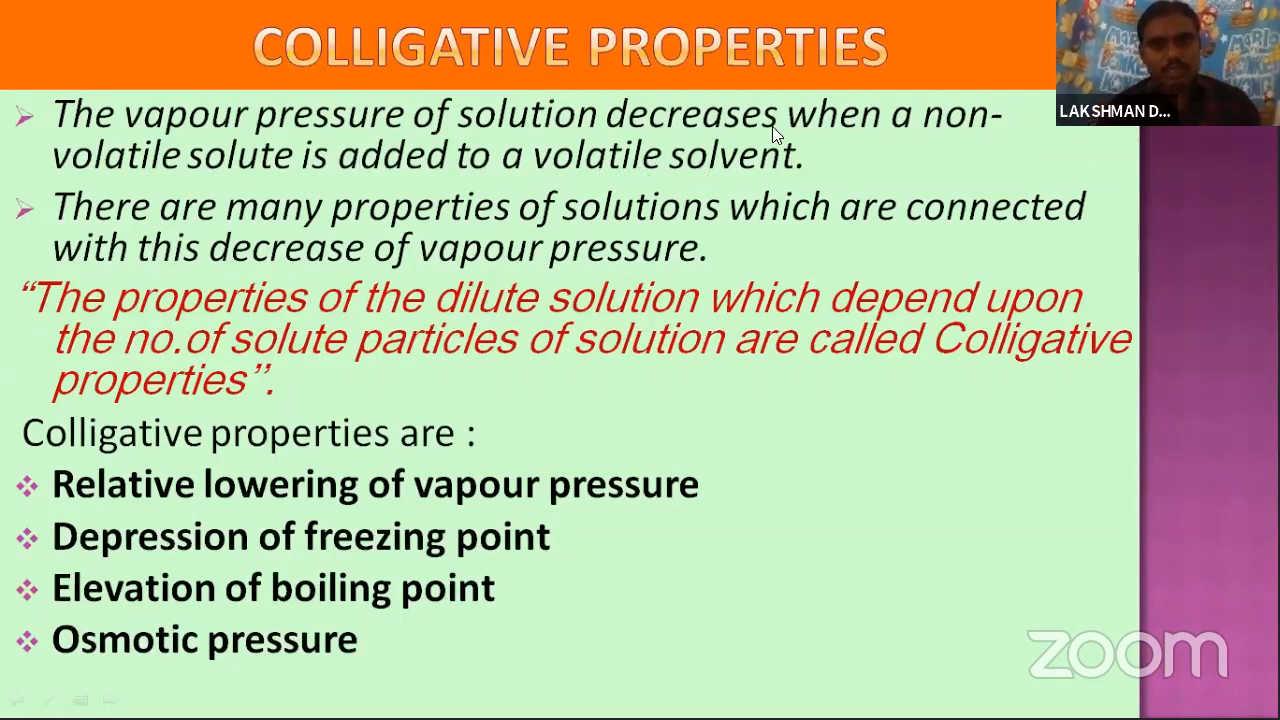 COLLIGATIVE PROPERTIES
LAKSHMAN D...
The vapour pressure of solution decreases when a non-
volatile solute is added to a volatile solvent.
There are many properties of solutions which are connected
with this decrease of vapour pressure.
“The properties of the dilute solution which depend upon
the no.of solute particles of solution are called Colligative
properties”.
Colligative properties are :
Relative lowering of vapour pressure
Depression of freezing point
Elevation of boiling point
Osmotic pressure
zoom